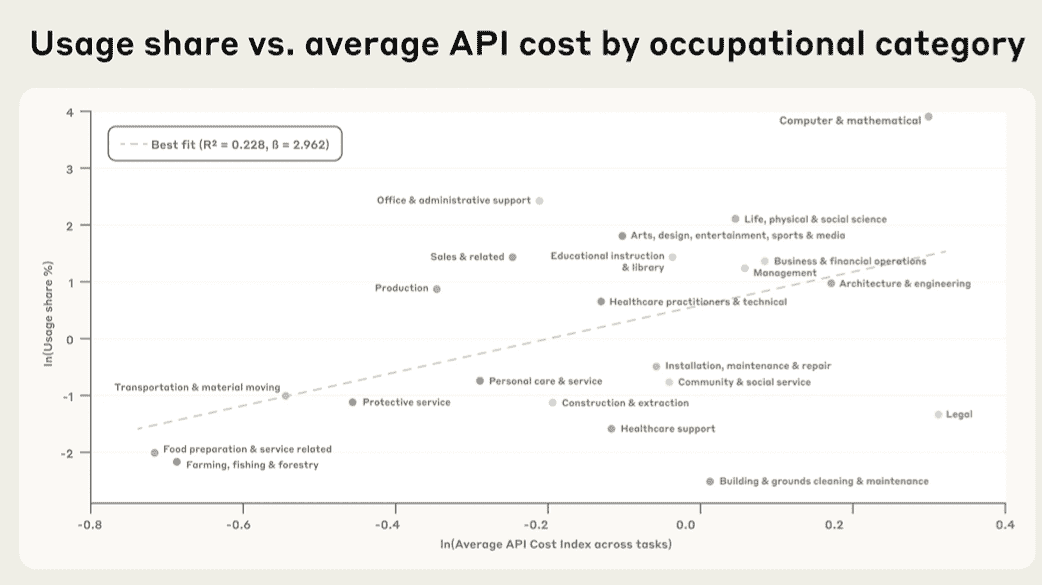 Usage share vs. average API cost by occupational category
4
Best fit (R² = 0.228, ß = 2.962)
Computer & mathematical
3
Office & administrative support
2
Life, physical & social science
Arts, design, entertainment, sports & media
Sales & related
Educational instruction
& library
Business & financial operations
Management
1
Production
Architecture & engineering
Healthcare practitioners & technical
ln(Usage share %)
0
Installation, maintenance & repair
Transportation & material moving
Personal care & service
Community & social service
-1
Protective service
Construction & extraction
Legal
Healthcare support
-2
Food preparation & service related
Farming, fishing & forestry
Building & grounds cleaning & maintenance
-0.8
-0.6
-0.4
-0.2
0.0
0.2
0.4
ln(Average API Cost Index across tasks)